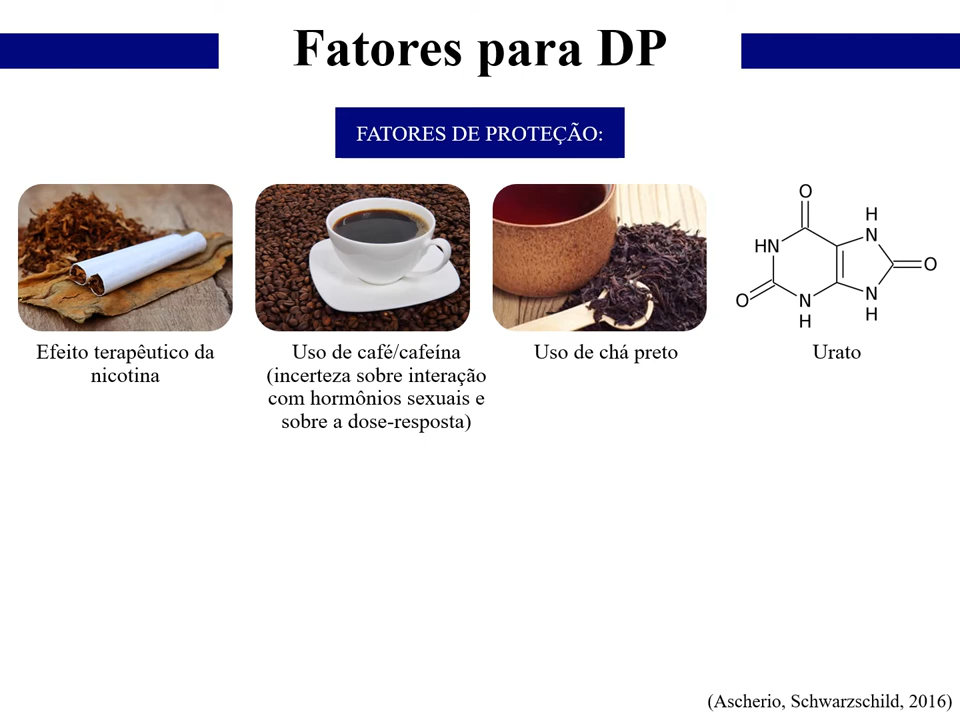 Fatores para DP
FATORES DE PROTEÇÃO:
Efeito terapêutico da
nicotina
Uso de café/cafeína
(incerteza sobre interação
com hormônios sexuais e
sobre a dose-resposta)
Uso de chá preto
O
H
N
HN
O
O
N
H
N
H
Urato
(Ascherio, Schwarzschild, 2016)